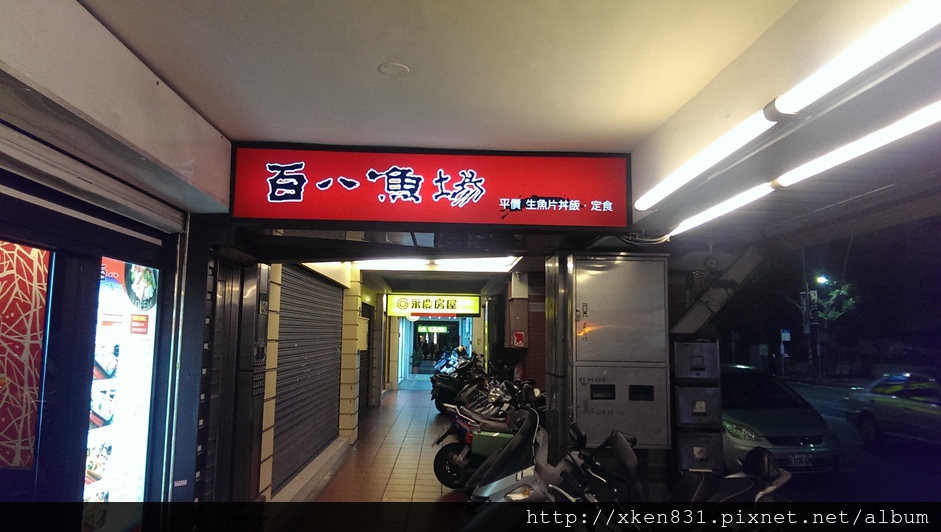 百八魚場
平價 生魚片丼飯·定食
永慶房屋
http://xken831.pixnet.net/album